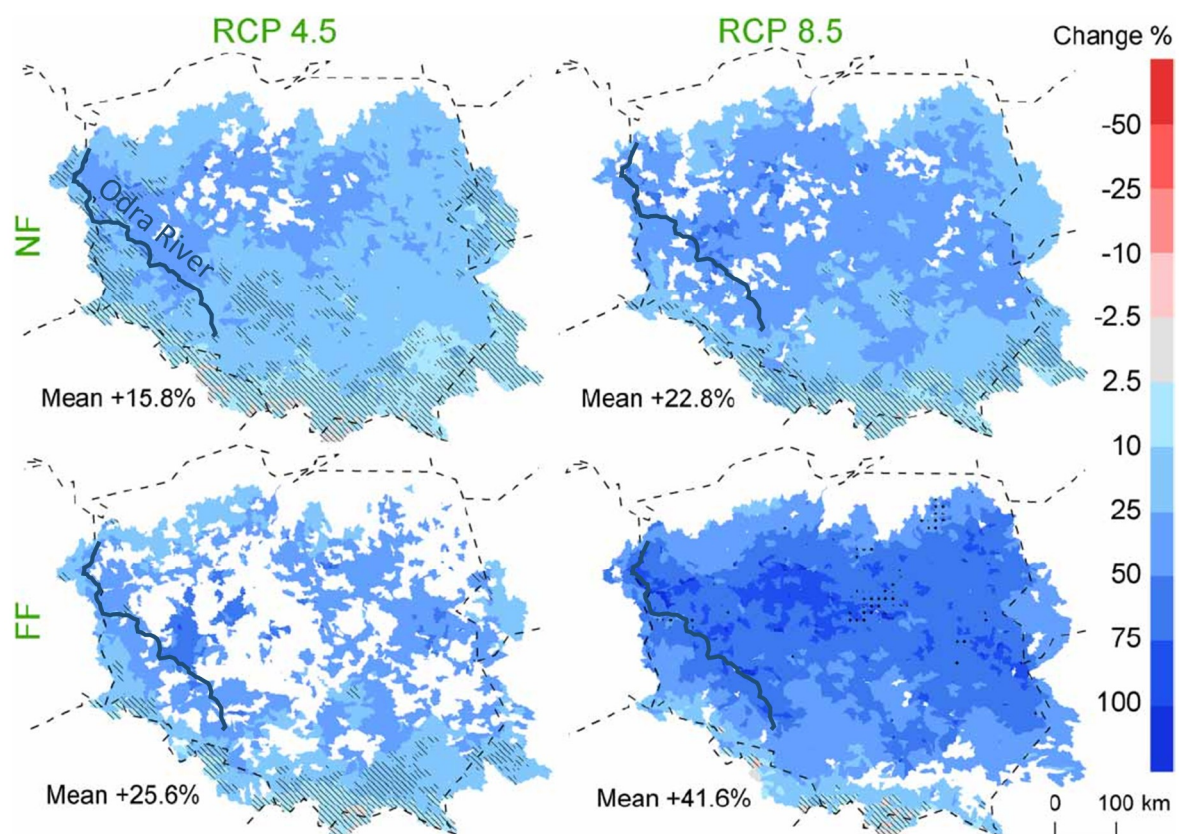 RCP 4.5
RCP 8.5
Change %
NF
Odra River
Mean +15.8%
Mean +22.8%
FF
Mean +25.6%
Mean +41.6%
-50
-25
-10
-2.5
2.5
10
25
50
75
100
0 100 km